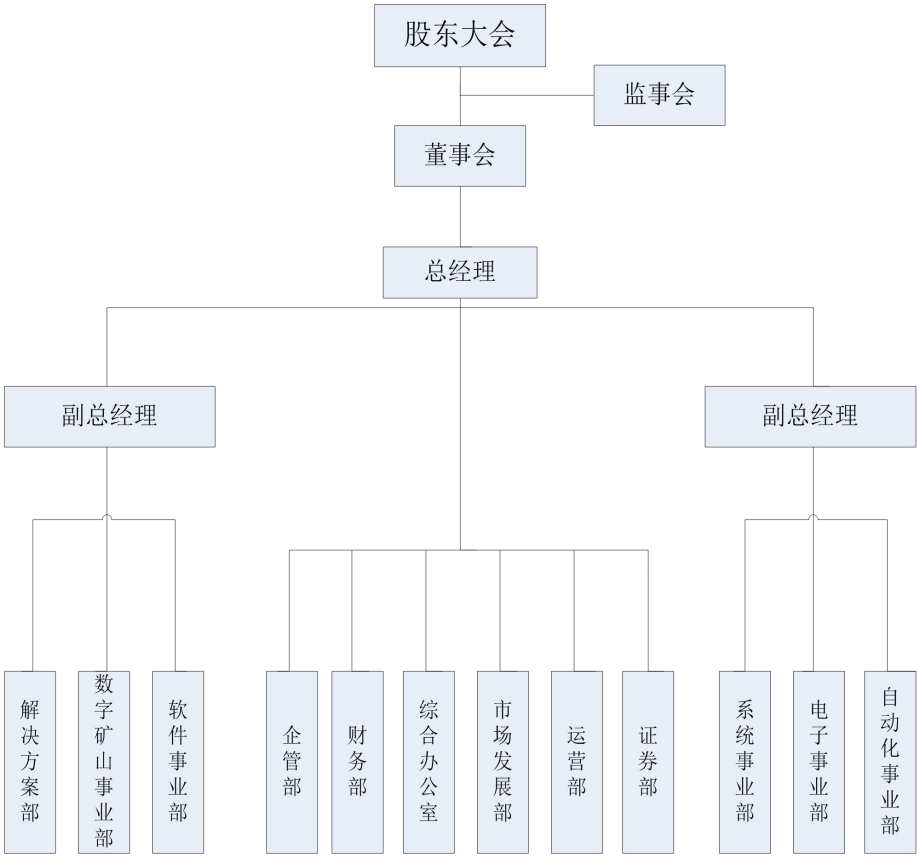 股东大会
监事会
董事会
总经理
副总经理
副总经理
解决方案部
数字矿山事业部
软件事业部
企管部
财务部
综合办公室
市场发展部
运营部
证券部
系统事业部
电子事业部
自动化事业部